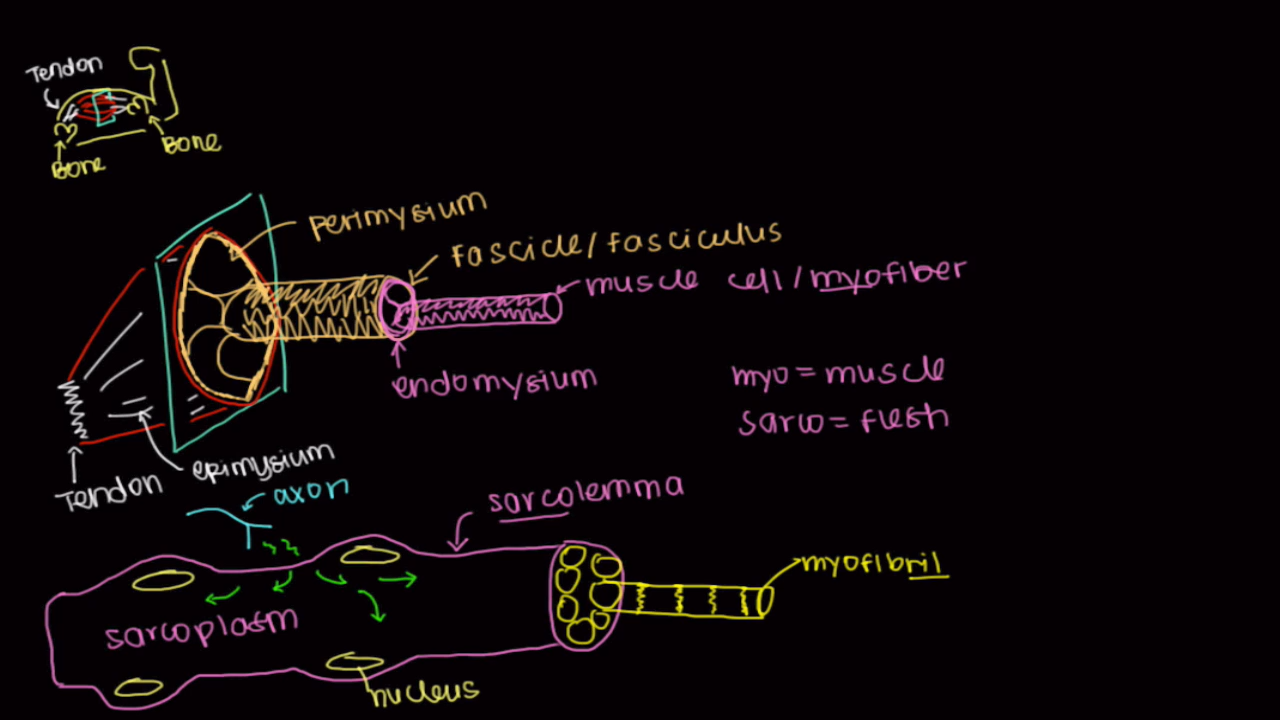 Tendon
Bone
Bone
perimysium
fascicle/fasciculus
muscle cell/myofiber
endomysium
myo = muscle
sarco = flesh
epimysium
Tendon
axon
sarcolemma
myofibril
sarcoplasm
nucleus